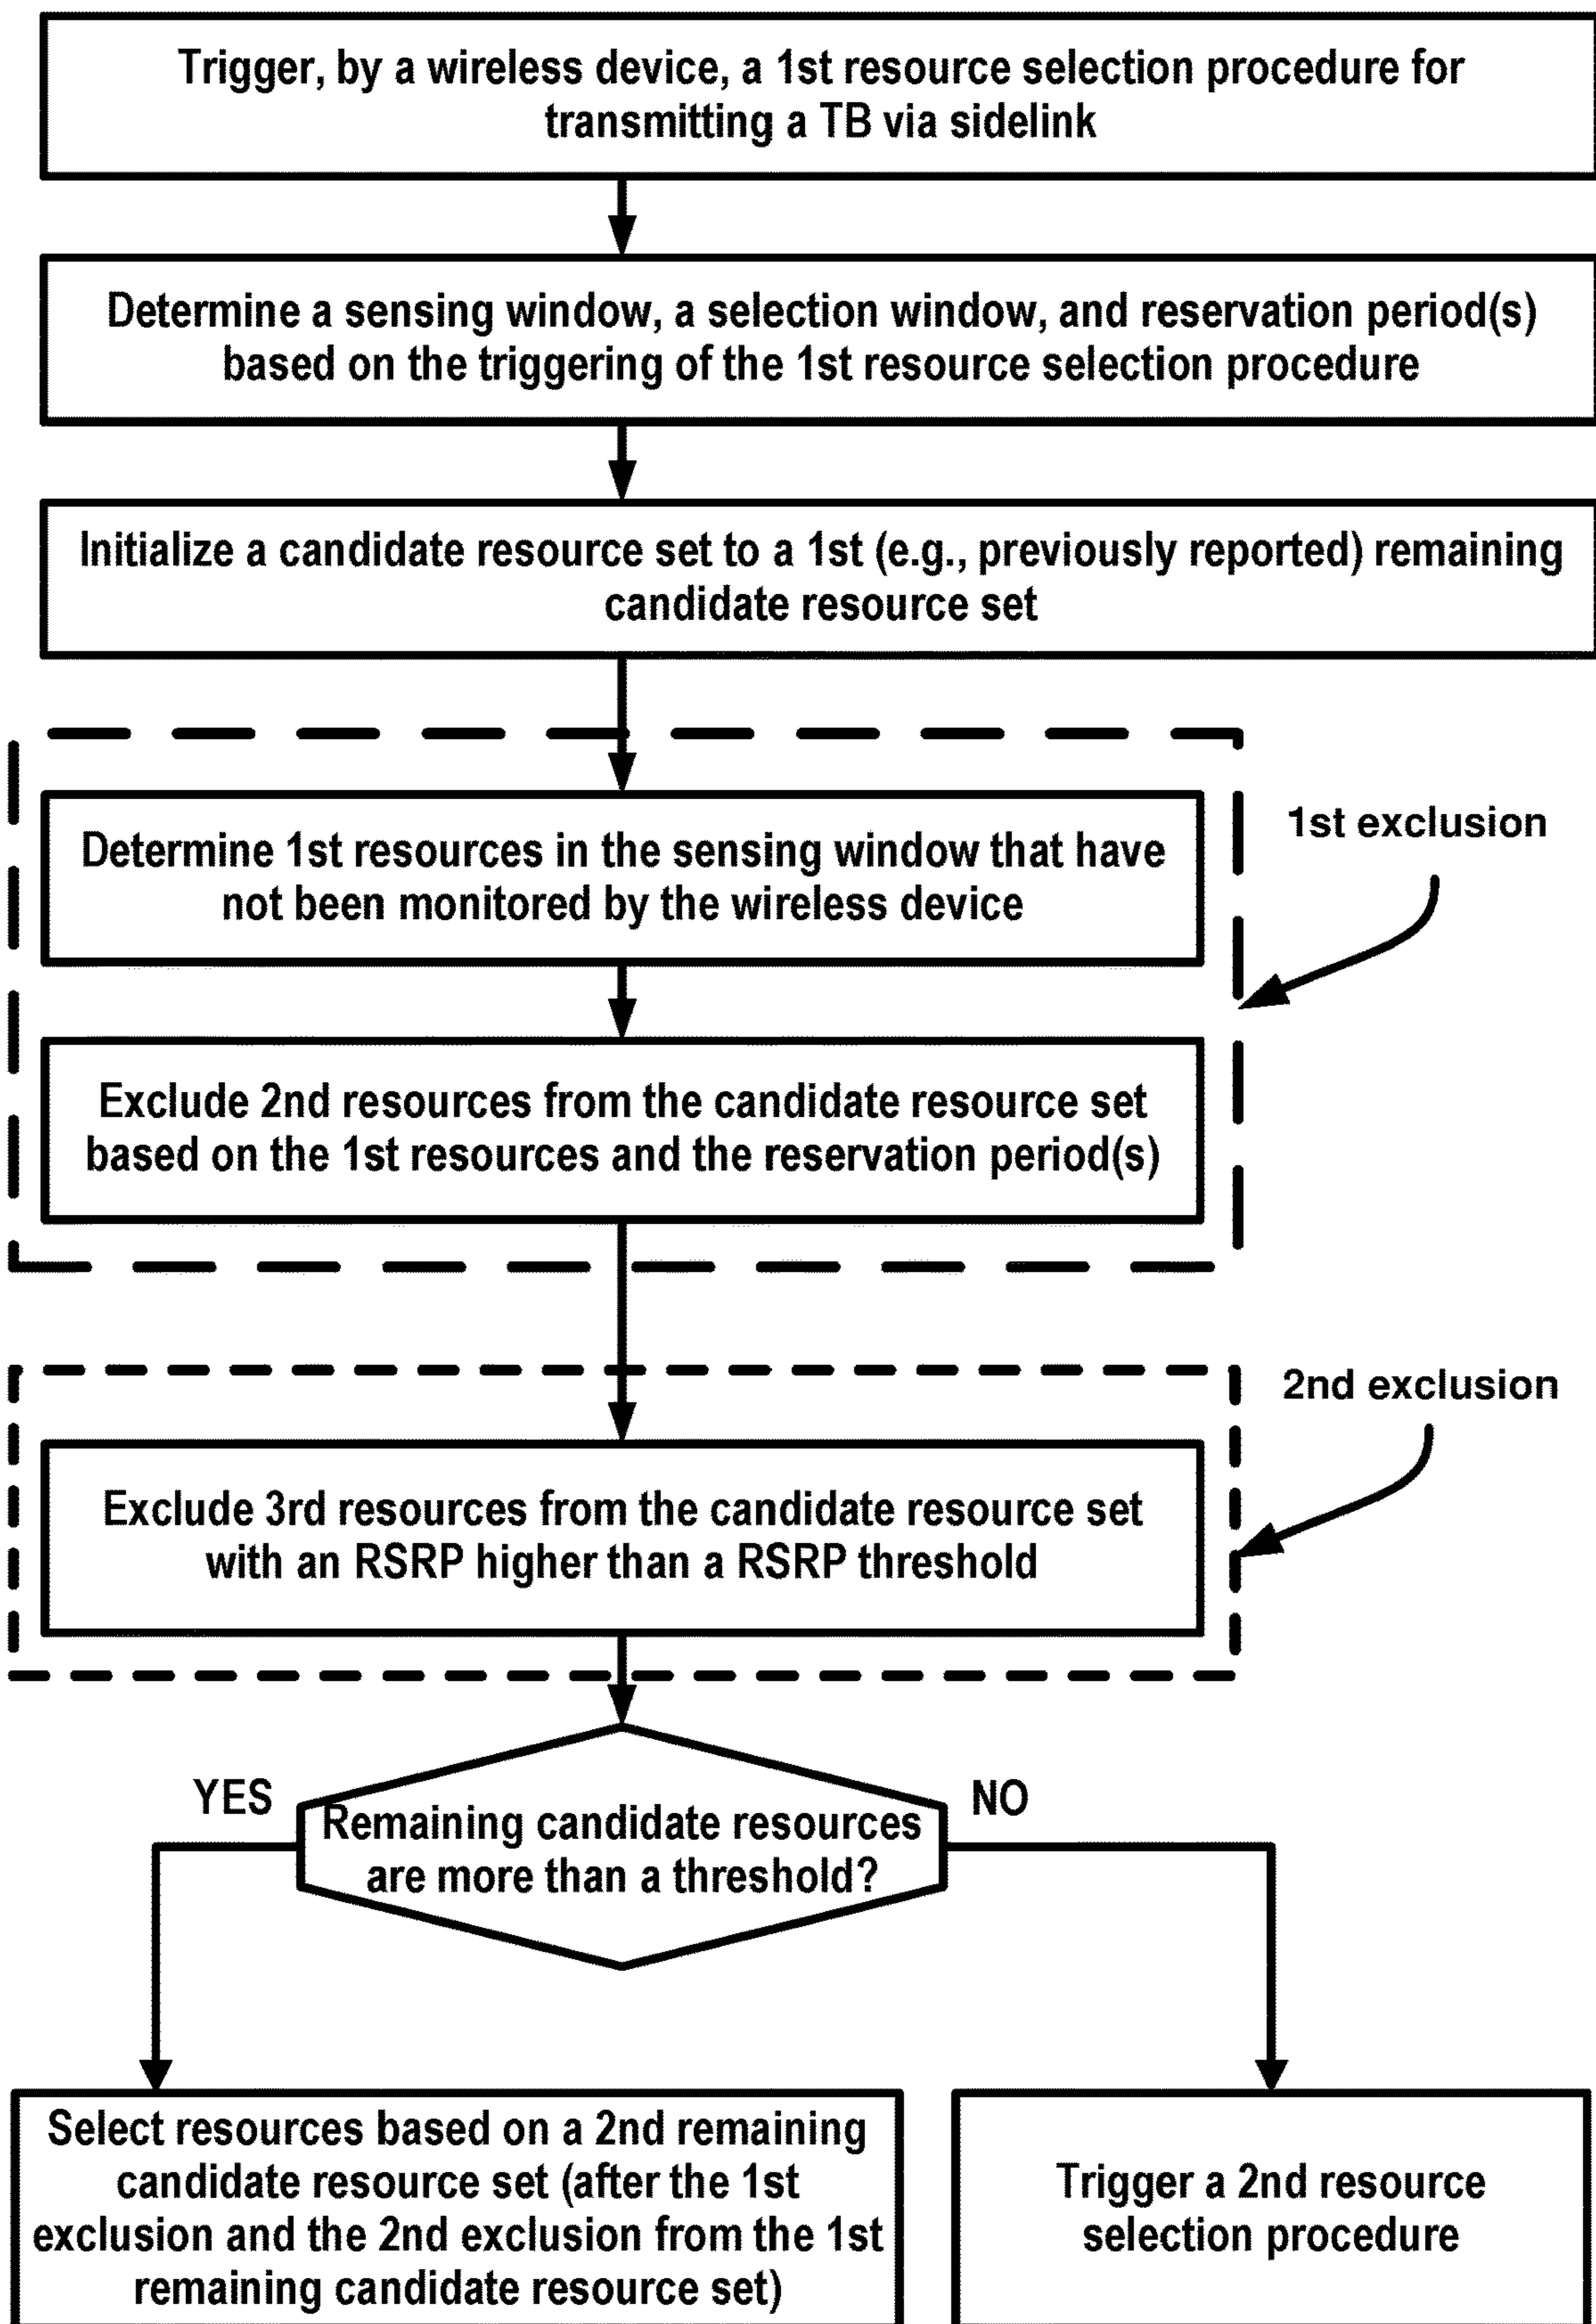 Trigger, by a wireless device, a 1st resource selection procedure for
transmitting a TB via sidelink
Determine a sensing window, a selection window, and reservation period(s)
based on the triggering of the 1st resource selection procedure
Initialize a candidate resource set to a 1st (e.g., previously reported) remaining
candidate resource set
1st exclusion
Determine 1st resources in the sensing window that have
not been monitored by the wireless device
Exclude 2nd resources from the candidate resource set
based on the 1st resources and the reservation period(s)
2nd exclusion
Exclude 3rd resources from the candidate resource set
with an RSRP higher than a RSRP threshold
YES
NO
Remaining candidate resources
are more than a threshold?
Select resources based on a 2nd remaining
candidate resource set (after the 1st
exclusion and the 2nd exclusion from the 1st
remaining candidate resource set)
Trigger a 2nd resource
selection procedure